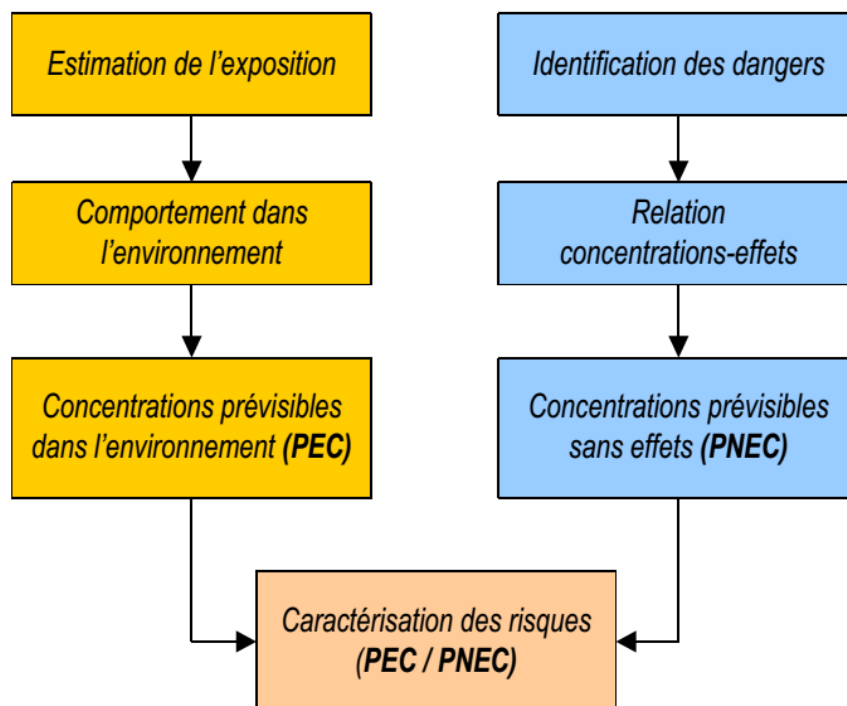 Estimation de l'exposition
Identification des dangers
Comportement dans
l'environnement
Relation
concentrations-effets
Concentrations prévisibles
dans l'environnement (PEC)
Concentrations prévisibles
sans effets (PNEC)
Caractérisation des risques
(PEC / PNEC)